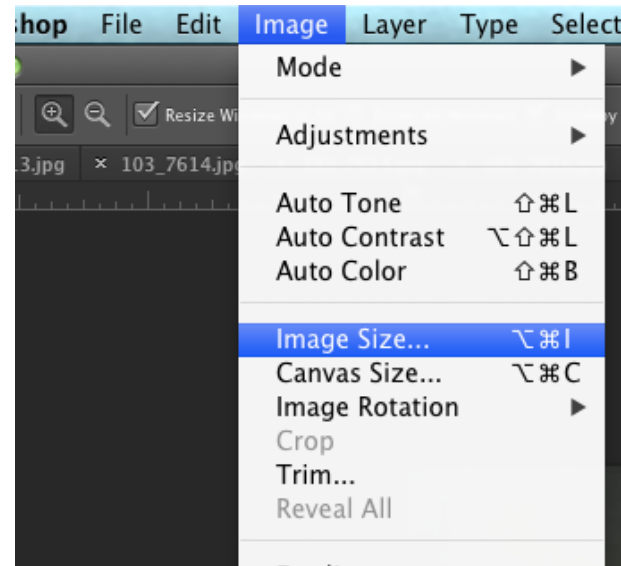 shop File Edit Image Layer Type Select
Mode ▶
Resize Wi
Adjustments ▶
3.jpg × 103_7614.jpg
Auto Tone ⇧⌘L
Auto Contrast ⌥⇧⌘L
Auto Color ⇧⌘B
Image Size... ⌥⌘I
Canvas Size... ⌥⌘C
Image Rotation ▶
Crop
Trim...
Reveal All